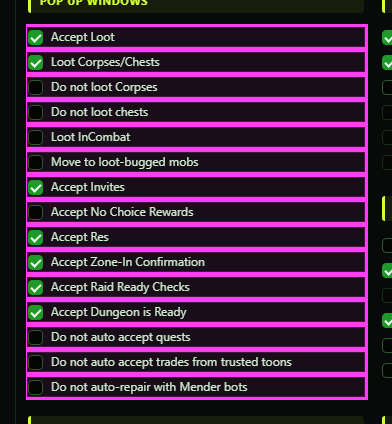 POP UP WINDOWS
Accept Loot
Loot Corpses/Chests
Do not loot Corpses
Do not loot chests
Loot InCombat
Move to loot-bugged mobs
Accept Invites
Accept No Choice Rewards
Accept Res
Accept Zone-In Confirmation
Accept Raid Ready Checks
Accept Dungeon is Ready
Do not auto accept quests
Do not auto accept trades from trusted toons
Do not auto-repair with Mender bots